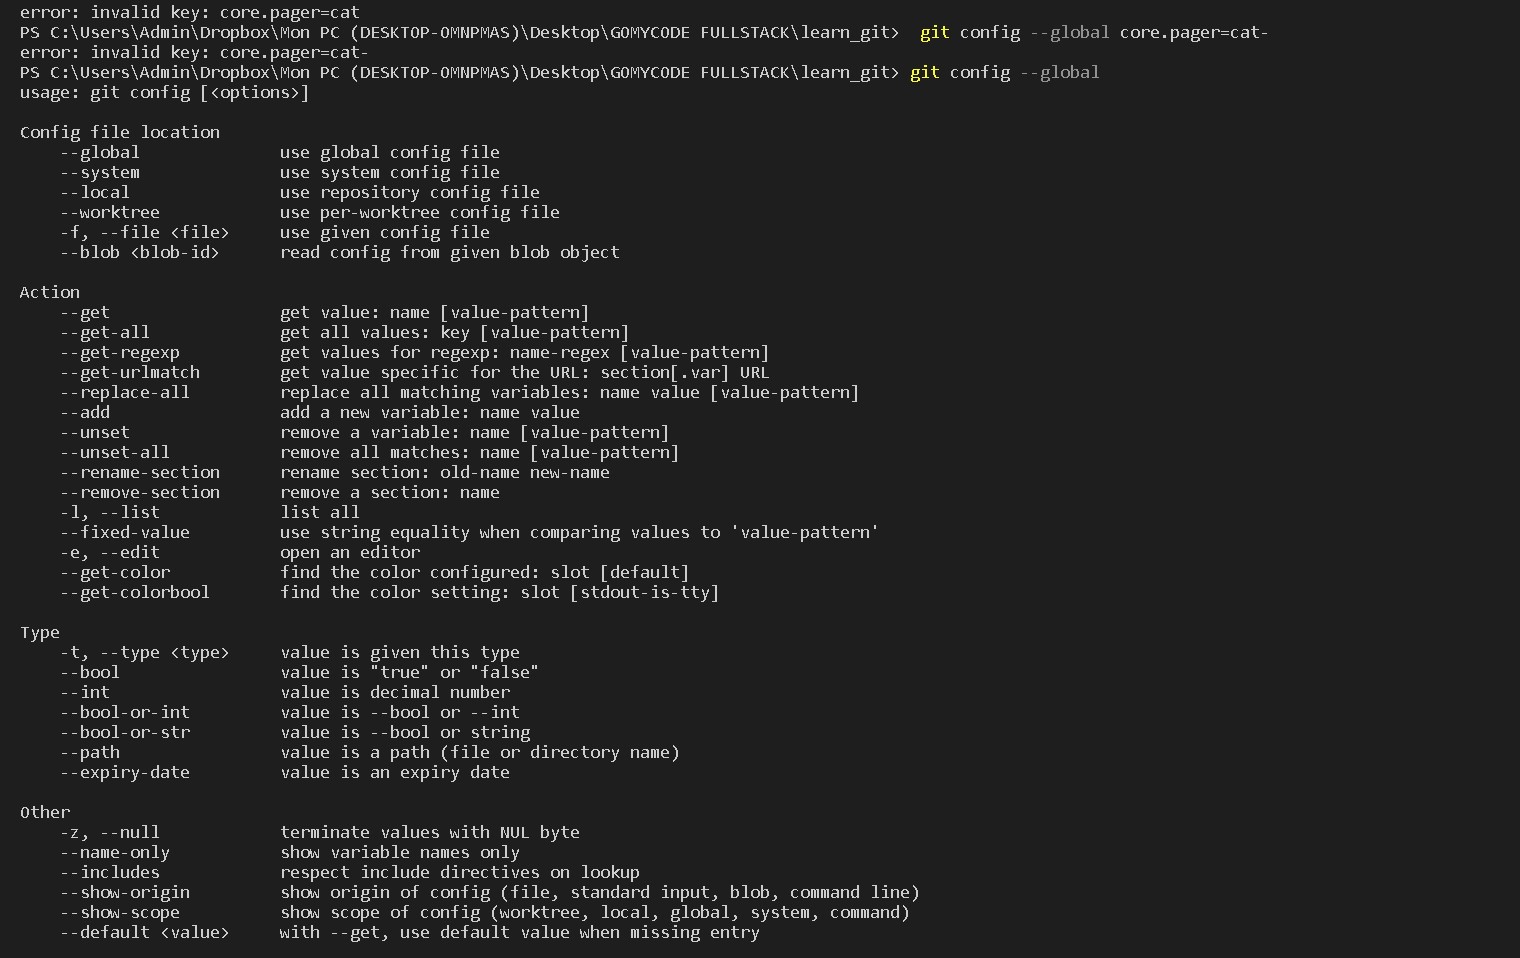 error: invalid key: core.pager=cat
PS C:\Users\Admin\Dropbox\Mon PC (DESKTOP-OMNPMAS)\Desktop\GOMYCODE FULLSTACK\learn_git>  git config --global core.pager=cat-
error: invalid key: core.pager=cat-
PS C:\Users\Admin\Dropbox\Mon PC (DESKTOP-OMNPMAS)\Desktop\GOMYCODE FULLSTACK\learn_git> git config --global
usage: git config [<options>]

Config file location
    --global              use global config file
    --system              use system config file
    --local               use repository config file
    --worktree            use per-worktree config file
    -f, --file <file>     use given config file
    --blob <blob-id>      read config from given blob object

Action
    --get                 get value: name [value-pattern]
    --get-all             get all values: key [value-pattern]
    --get-regexp          get values for regexp: name-regex [value-pattern]
    --get-urlmatch        get value specific for the URL: section[.var] URL
    --replace-all         replace all matching variables: name value [value-pattern]
    --add                 add a new variable: name value
    --unset               remove a variable: name [value-pattern]
    --unset-all           remove all matches: name [value-pattern]
    --rename-section      rename section: old-name new-name
    --remove-section      remove a section: name
    -l, --list            list all
    --fixed-value         use string equality when comparing values to 'value-pattern'
    -e, --edit            open an editor
    --get-color           find the color configured: slot [default]
    --get-colorbool       find the color setting: slot [stdout-is-tty]

Type
    -t, --type <type>     value is given this type
    --bool                value is "true" or "false"
    --int                 value is decimal number
    --bool-or-int         value is --bool or --int
    --bool-or-str         value is --bool or string
    --path                value is a path (file or directory name)
    --expiry-date         value is an expiry date

Other
    -z, --null            terminate values with NUL byte
    --name-only           show variable names only
    --includes            respect include directives on lookup
    --show-origin         show origin of config (file, standard input, blob, command line)
    --show-scope          show scope of config (worktree, local, global, system, command)
    --default <value>     with --get, use default value when missing entry